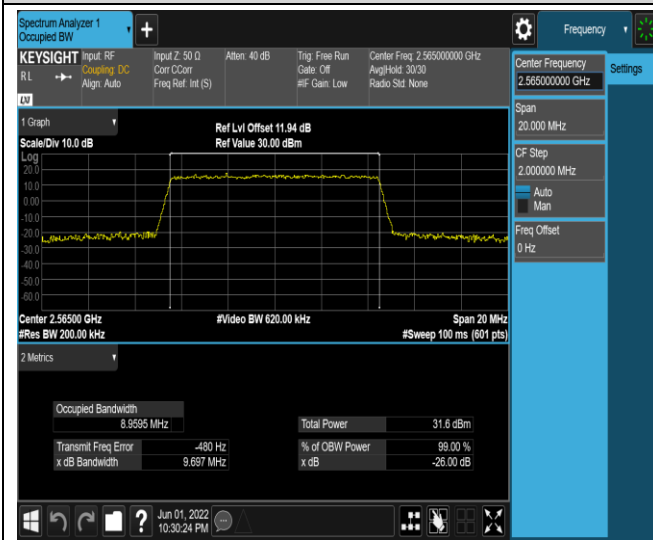 Spectrum Analyzer 1
Occupied BW
+
Frequency
KEYSIGHT
RL
LXI
Input: RF
Coupling: DC
Align: Auto
Input Z: 50 Ω
Corr CCorr
Freq Ref: Int (S)
Atten: 40 dB
Trig: Free Run
Gate: Off
#IF Gain: Low
Center Freq: 2.565000000 GHz
Avg|Hold: 30/30
Radio Std: None
Center Frequency
2.565000000 GHz
Settings
Span
20.000 MHz
CF Step
2.000000 MHz
Auto
Man
Freq Offset
0 Hz
1 Graph
Scale/Div 10.0 dB
Ref Lvl Offset 11.94 dB
Ref Value 30.00 dBm
Log
20.0
10.0
0.00
-10.0
-20.0
-30.0
-40.0
-50.0
-60.0
Center 2.56500 GHz
#Video BW 620.00 kHz
Span 20 MHz
#Res BW 200.00 kHz
#Sweep 100 ms (601 pts)
2 Metrics
Occupied Bandwidth
8.9595 MHz
Total Power 31.6 dBm
Transmit Freq Error -480 Hz
% of OBW Power 99.00 %
x dB Bandwidth 9.697 MHz
x dB -26.00 dB
?
Jun 01, 2022
10:30:24 PM